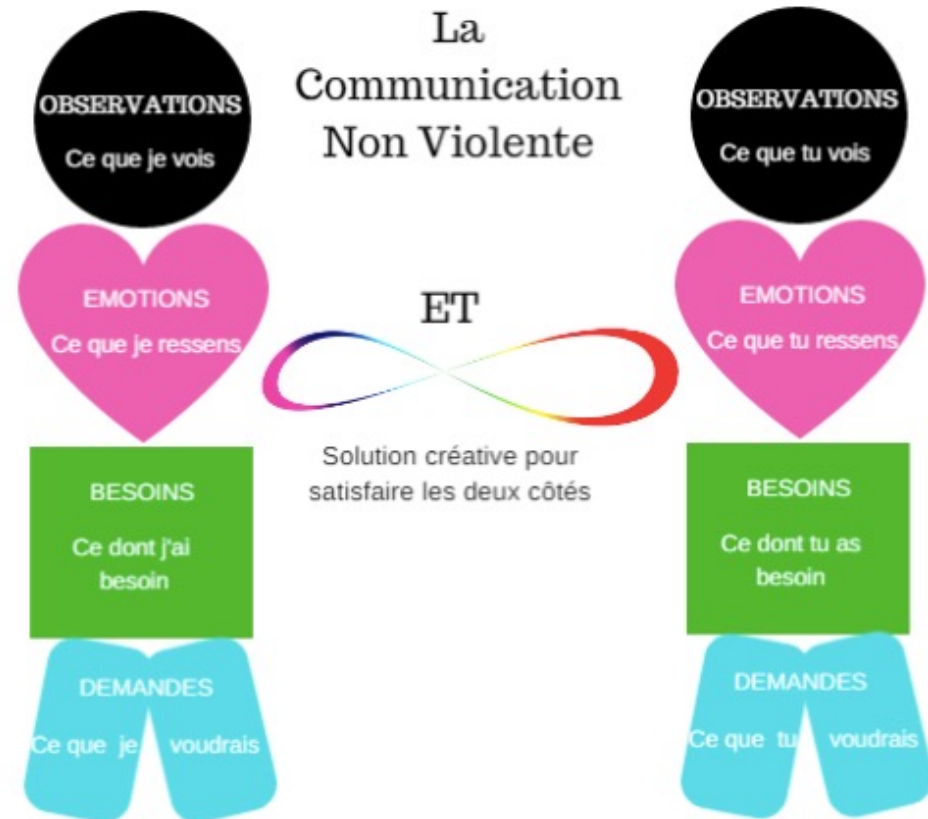 La
Communication
Non Violente
OBSERVATIONS
Ce que je vois
EMOTIONS
Ce que je ressens
BESOINS
Ce dont j'ai
besoin
DEMANDES
Ce que je voudrais
ET
Solution créative pour
satisfaire les deux côtés
OBSERVATIONS
Ce que tu vois
EMOTIONS
Ce que tu ressens
BESOINS
Ce dont tu as
besoin
DEMANDES
Ce que tu voudrais